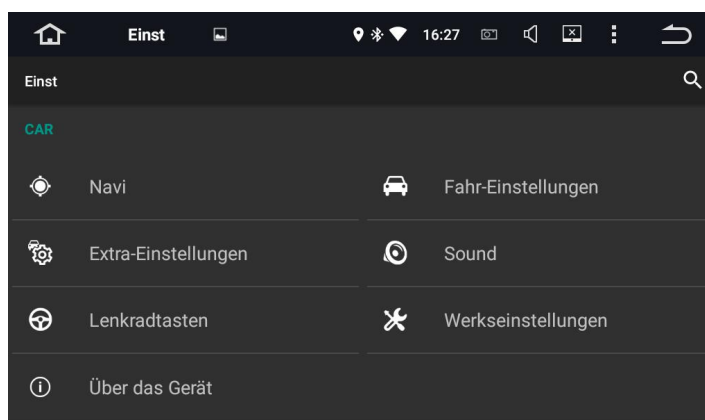 Einst 16:27
Einst
CAR
Navi Fahr-Einstellungen
Extra-Einstellungen Sound
Lenkradtasten Werkseinstellungen
Über das Gerät